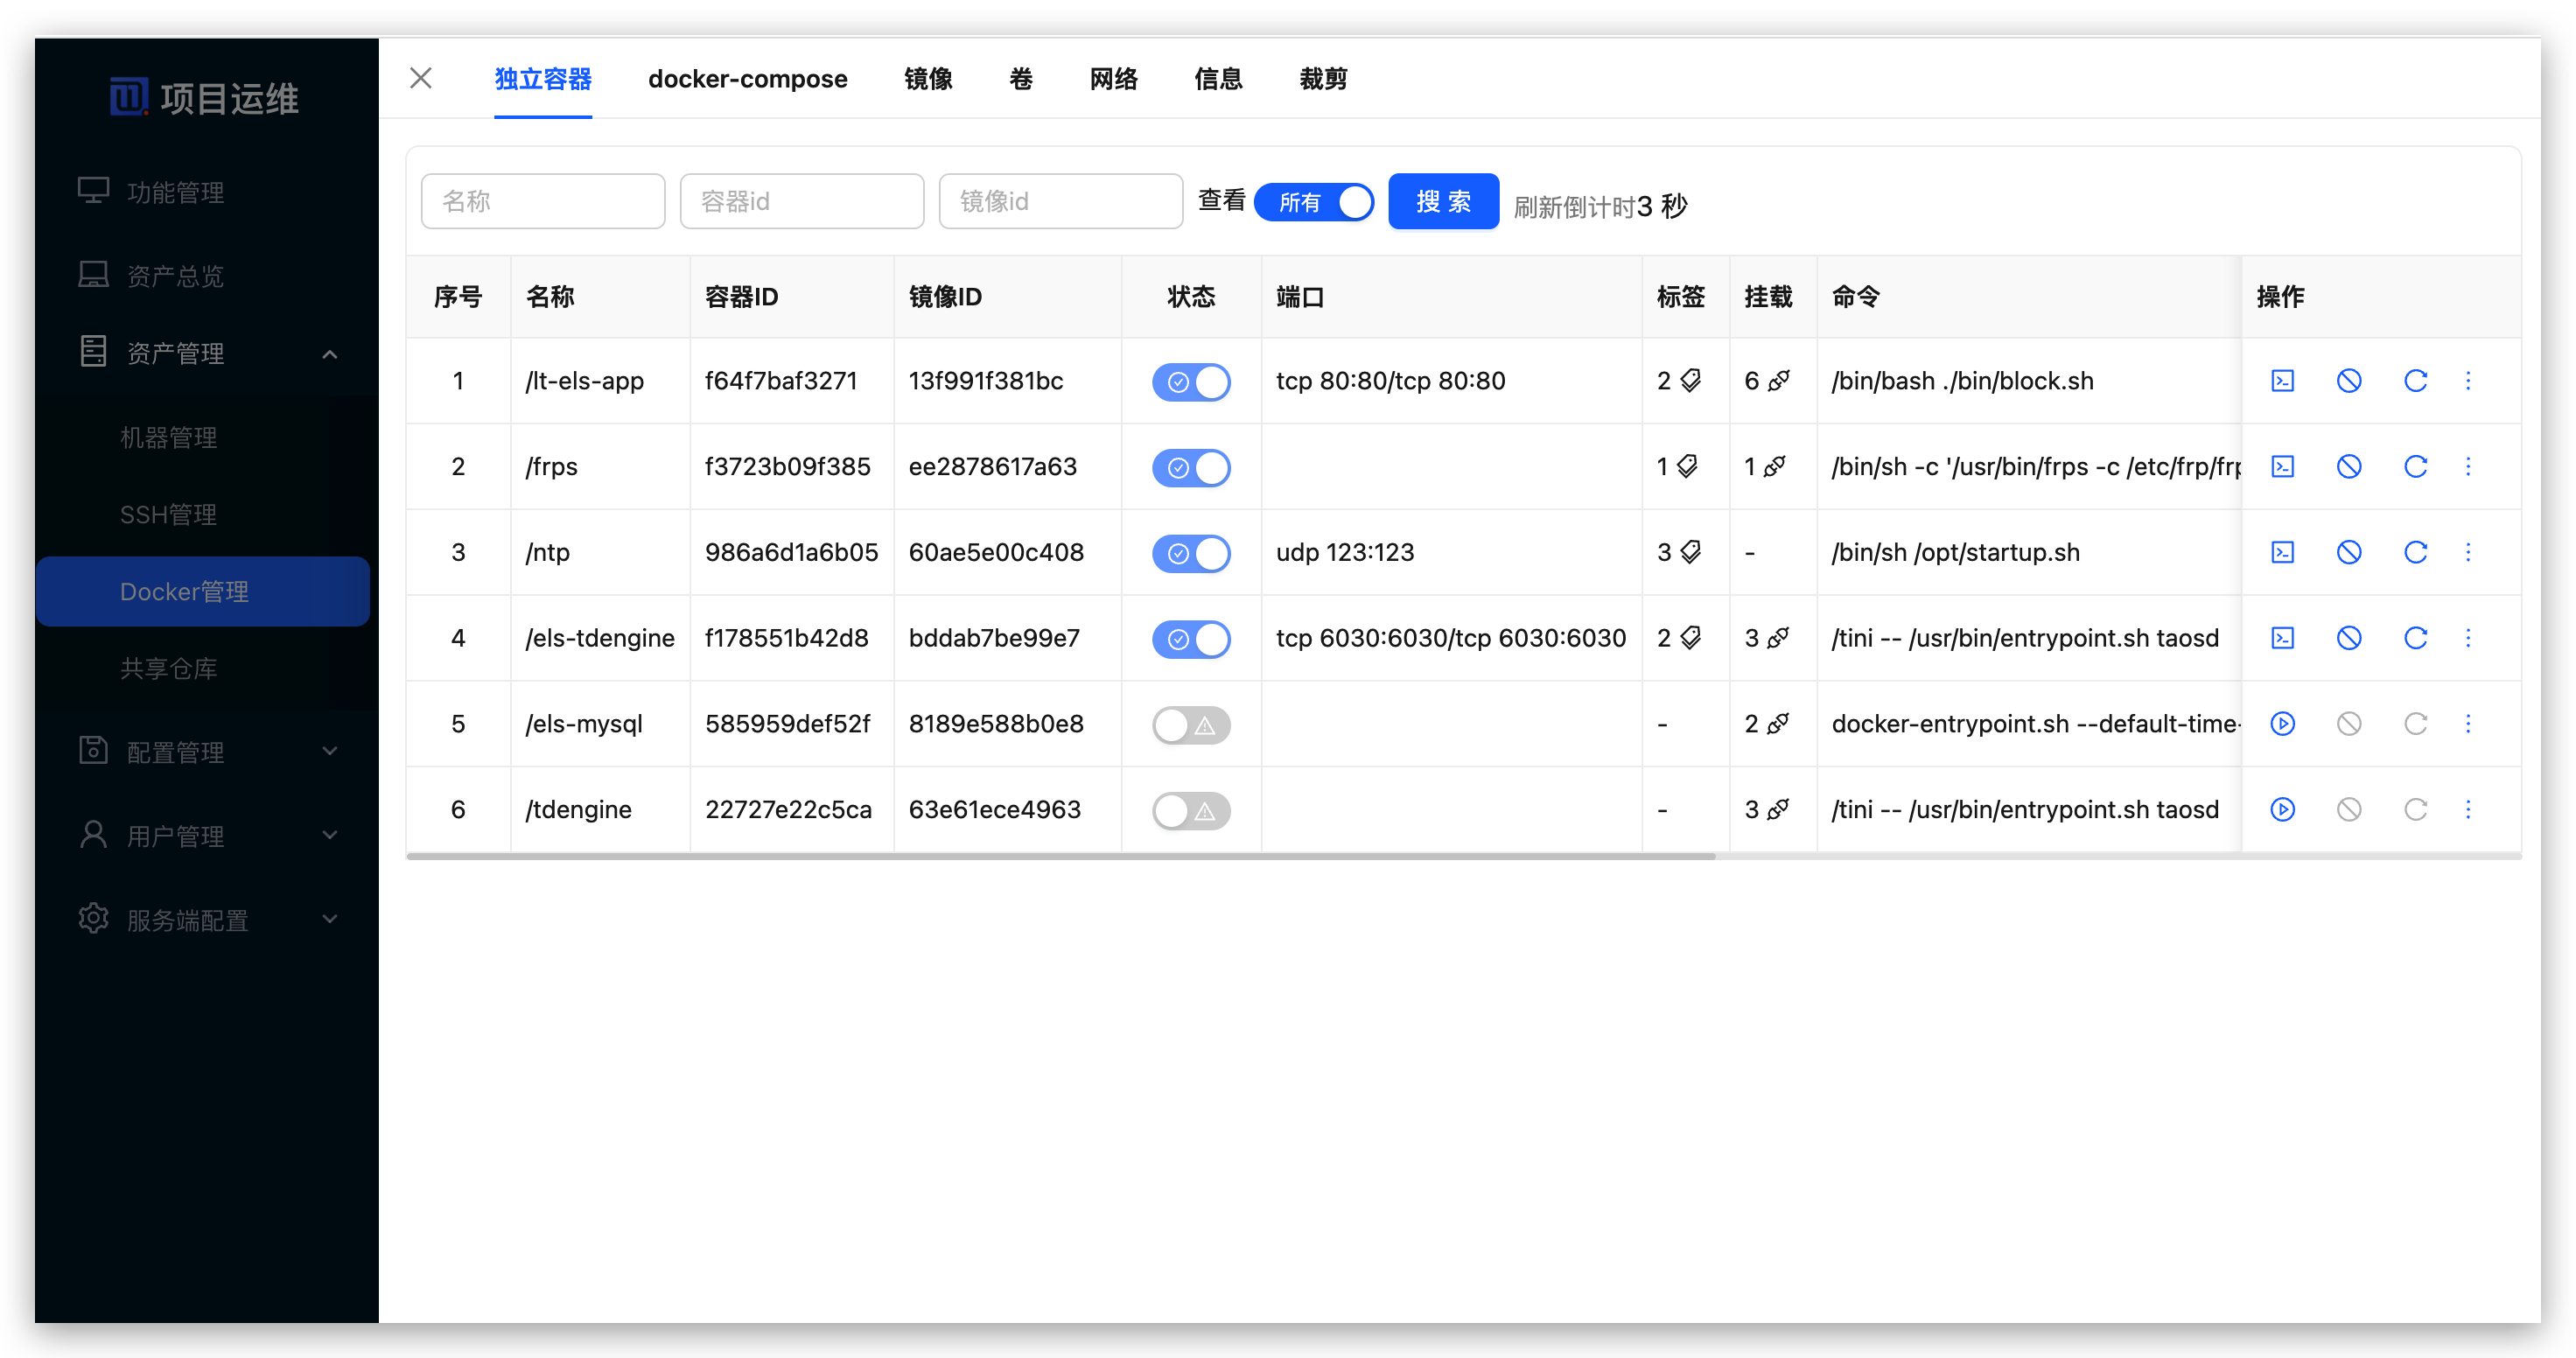 项目运维
功能管理
资产总览
资产管理
机器管理
SSH管理
Docker管理
共享仓库
配置管理
用户管理
服务端配置
独立容器 docker-compose 镜像 卷 网络 信息 裁剪
名称 容器id 镜像id 查看 所有 搜 索 刷新倒计时3 秒
序号 名称 容器ID 镜像ID 状态 端口 标签 挂载 命令 操作
1 /lt-els-app f64f7baf3271 13f991f381bc tcp 80:80/tcp 80:80 2 6 /bin/bash ./bin/block.sh
2 /frps f3723b09f385 ee2878617a63 1 1 /bin/sh -c '/usr/bin/frps -c /etc/frp/frp
3 /ntp 986a6d1a6b05 60ae5e00c408 udp 123:123 3 - /bin/sh /opt/startup.sh
4 /els-tdengine f178551b42d8 bddab7be99e7 tcp 6030:6030/tcp 6030:6030 2 3 /tini -- /usr/bin/entrypoint.sh taosd
5 /els-mysql 585959def52f 8189e588b0e8 - 2 docker-entrypoint.sh --default-time-
6 /tdengine 22727e22c5ca 63e61ece4963 - 3 /tini -- /usr/bin/entrypoint.sh taosd